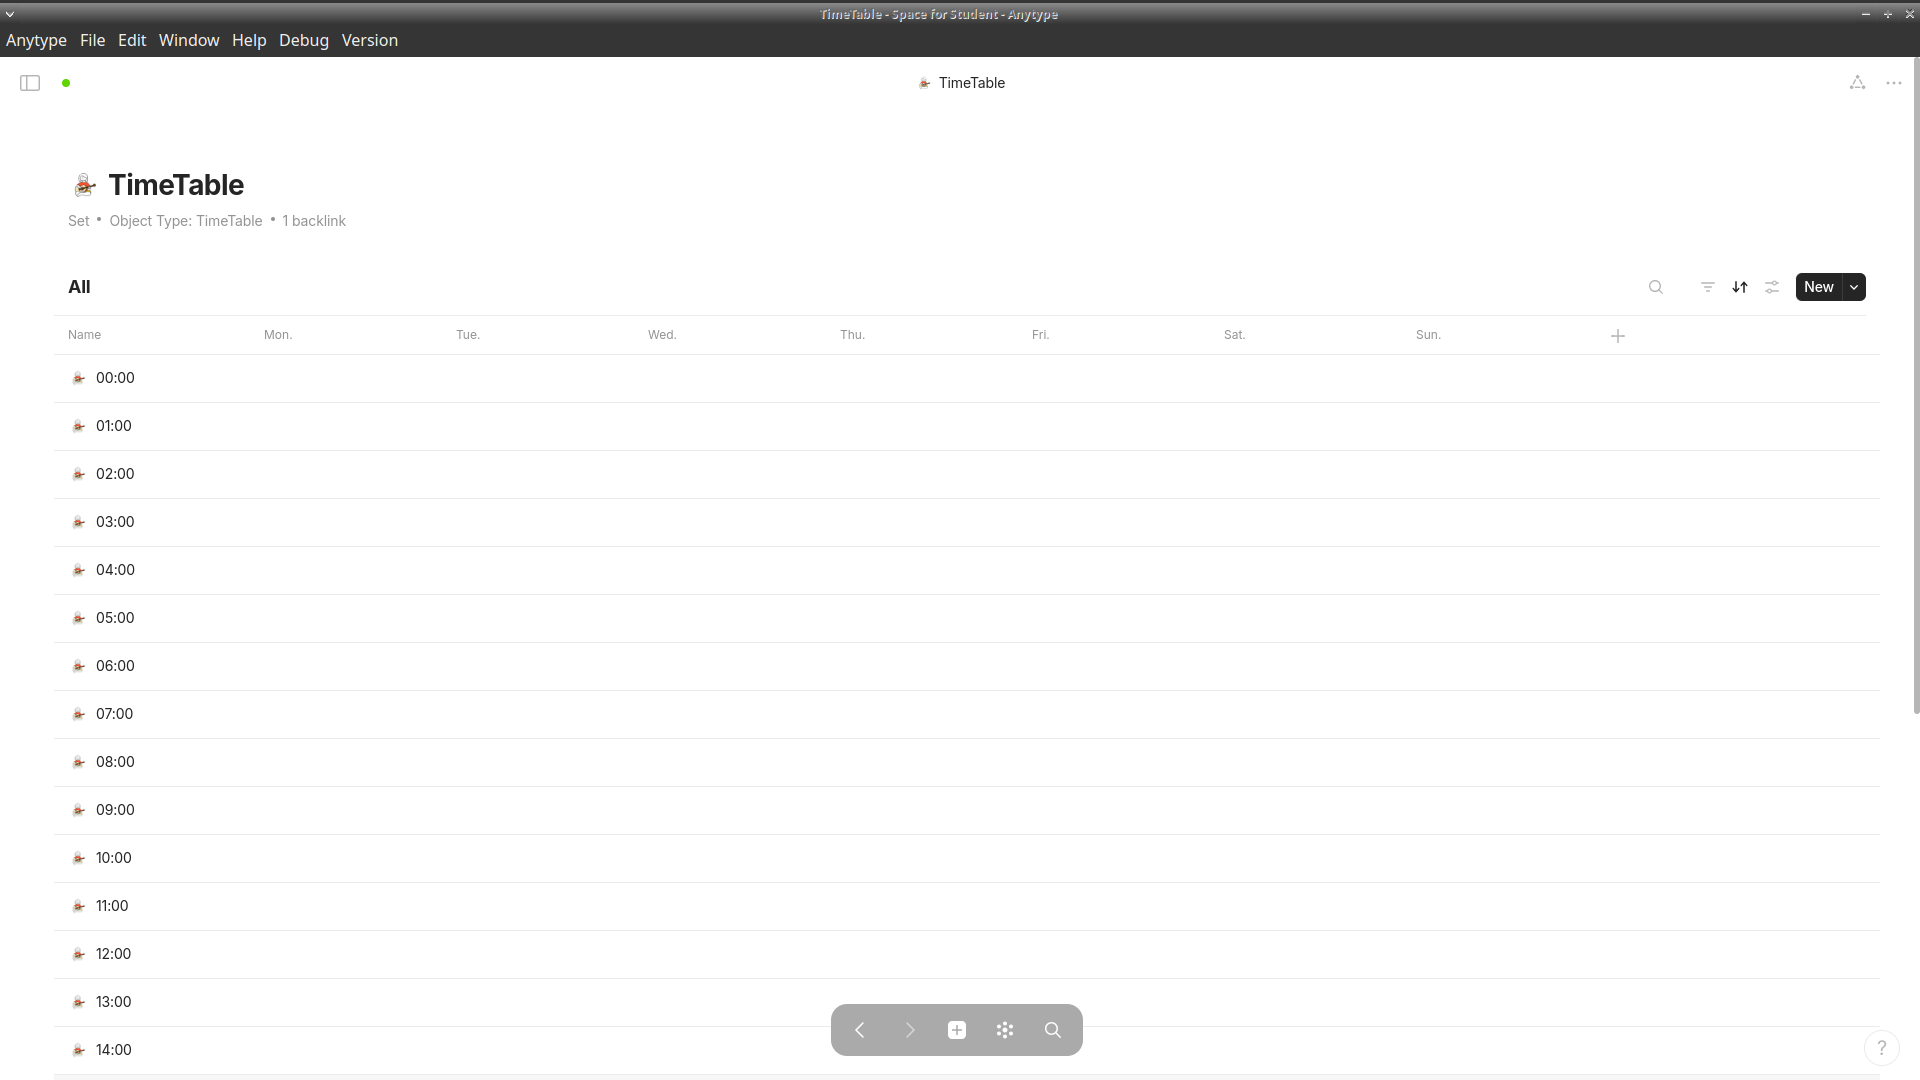 TimeTable - Space for Student - Anytype
Anytype File Edit Window Help Debug Version
TimeTable
TimeTable
Set • Object Type: TimeTable • 1 backlink
All
New
Name Mon. Tue. Wed. Thu. Fri. Sat. Sun.
00:00
01:00
02:00
03:00
04:00
05:00
06:00
07:00
08:00
09:00
10:00
11:00
12:00
13:00
14:00
?